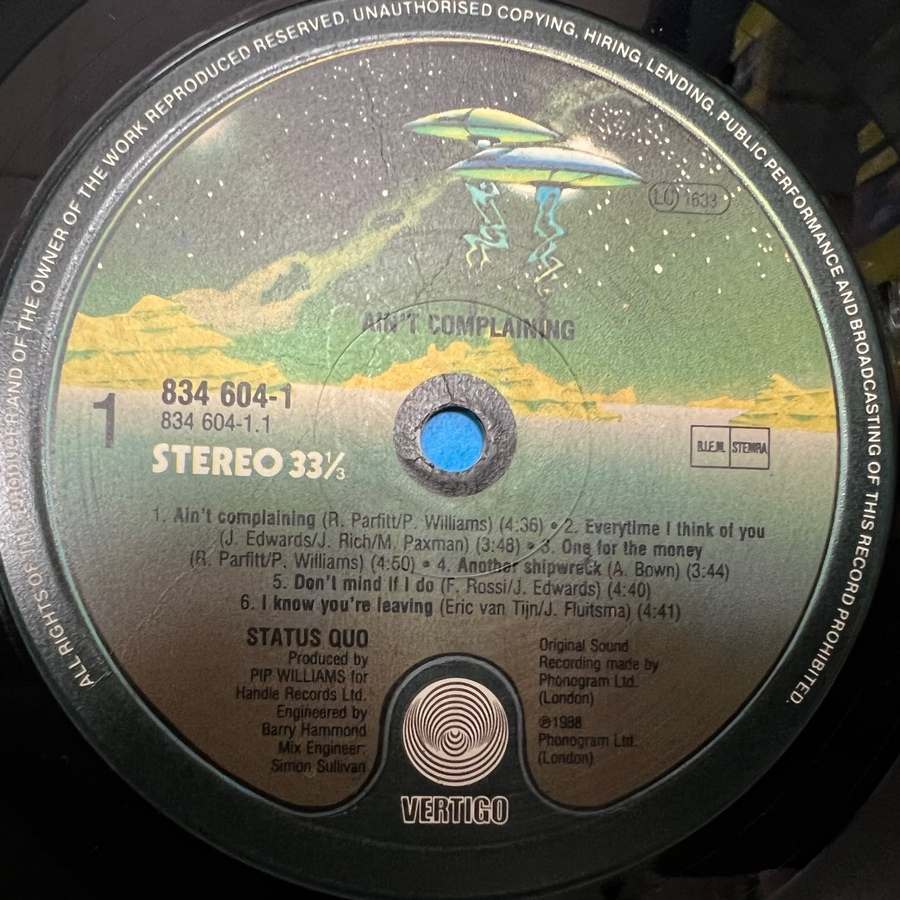 ALL RIGHTS OF THE PRODUCER AND OF THE OWNER OF THE WORK REPRODUCED RESERVED. UNAUTHORISED COPYING, HIRING, LENDING, PUBLIC PERFORMANCE AND BROADCASTING OF THIS RECORD PROHIBITED.
LC 1633
AIN'T COMPLAINING
1
834 604-1
834 604-1.1
STEREO 33⅓
B.I.E.M. STEMRA
1. Ain't complaining (R. Parfitt/P. Williams) (4:36) • 2. Everytime I think of you
(J. Edwards/J. Rich/M. Paxman) (3:48) • 3. One for the money
(R. Parfitt/P. Williams) (4:50) • 4. Another shipwreck (A. Bown) (3:44)
5. Don't mind if I do (F. Rossi/J. Edwards) (4:40)
6. I know you're leaving (Eric van Tijn/J. Fluitsma) (4:41)
STATUS QUO
Produced by
PIP WILLIAMS for
Handle Records Ltd.
Engineered by
Barry Hammond
Mix Engineer:
Simon Sullivan
Original Sound
Recording made by
Phonogram Ltd.
(London)
℗1988
Phonogram Ltd.
(London)
VERTIGO